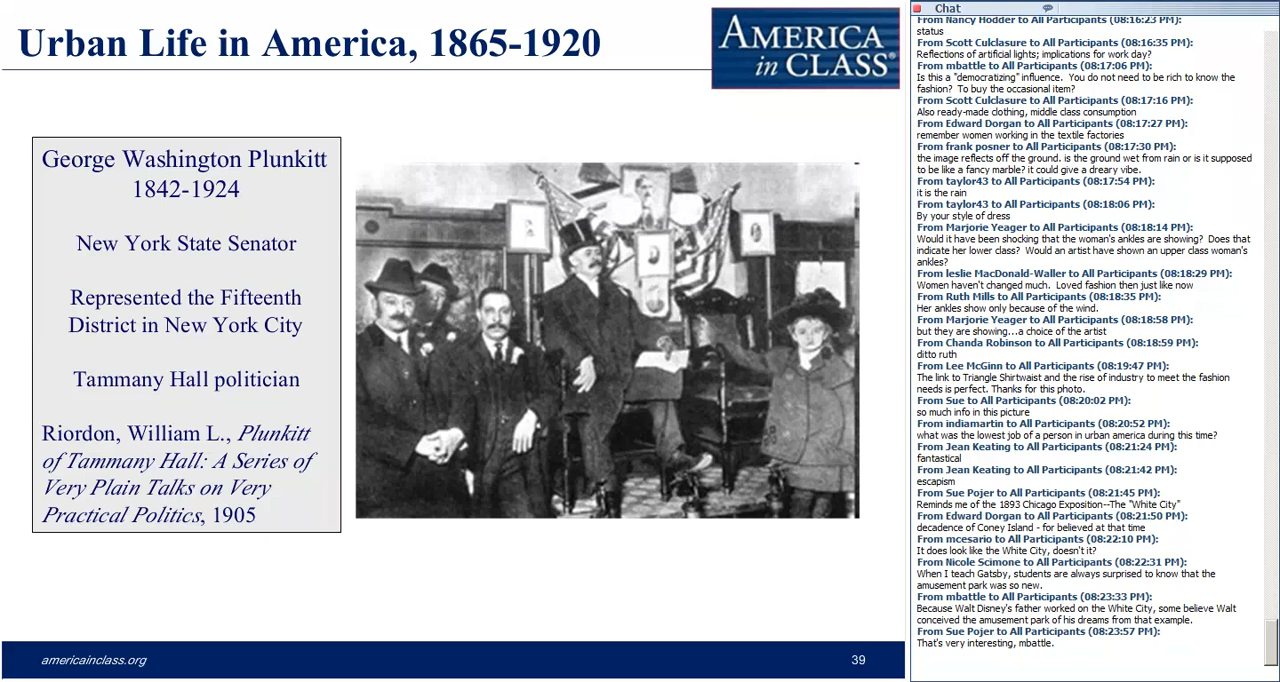 Urban Life in America, 1865-1920
AMERICA
in CLASS®
George Washington Plunkitt
1842-1924
New York State Senator
Represented the Fifteenth
District in New York City
Tammany Hall politician
Riordon, William L., Plunkitt
of Tammany Hall: A Series of
Very Plain Talks on Very
Practical Politics, 1905
americainclass.org
39
Chat
From Nancy Hodder to All Participants (08:16:23 PM):
status
From Scott Culclasure to All Participants (08:16:35 PM):
Reflections of artificial lights; implications for work day?
From mbattle to All Participants (08:17:06 PM):
Is this a "democratizing" influence.  You do not need to be rich to know the
fashion?  To buy the occasional item?
From Scott Culclasure to All Participants (08:17:16 PM):
Also ready-made clothing, middle class consumption
From Edward Dorgan to All Participants (08:17:27 PM):
remember women working in the textile factories
From frank posner to All Participants (08:17:30 PM):
the image reflects off the ground. is the ground wet from rain or is it supposed
to be like a fancy marble? it could give a dreary vibe.
From taylor43 to All Participants (08:17:54 PM):
it is the rain
From taylor43 to All Participants (08:18:06 PM):
By your style of dress
From Marjorie Yeager to All Participants (08:18:14 PM):
Would it have been shocking that the woman's ankles are showing?  Does that
indicate her lower class?  Would an artist have shown an upper class woman's
ankles?
From leslie MacDonald-Waller to All Participants (08:18:29 PM):
Women haven't changed much.  Loved fashion then just like now
From Ruth Mills to All Participants (08:18:35 PM):
Her ankles show only because of the wind.
From Marjorie Yeager to All Participants (08:18:58 PM):
but they are showing...a choice of the artist
From Chanda Robinson to All Participants (08:18:59 PM):
ditto ruth
From Lee McGinn to All Participants (08:19:47 PM):
The link to Triangle Shirtwaist and the rise of industry to meet the fashion
needs is perfect. Thanks for this photo.
From Sue to All Participants (08:20:02 PM):
so much info in this picture
From indiamartin to All Participants (08:20:52 PM):
what was the lowest job of a person in urban america during this time?
From Jean Keating to All Participants (08:21:24 PM):
fantastical
From Jean Keating to All Participants (08:21:42 PM):
escapism
From Sue Pojer to All Participants (08:21:45 PM):
Reminds me of the 1893 Chicago Exposition--The "White City"
From Edward Dorgan to All Participants (08:21:50 PM):
decadence of Coney Island - for believed at that time
From mcesario to All Participants (08:22:10 PM):
It does look like the White City, doesn't it?
From Nicole Scimone to All Participants (08:22:31 PM):
When I teach Gatsby, students are always surprised to know that the
amusement park was so new.
From mbattle to All Participants (08:23:33 PM):
Because Walt Disney's father worked on the White City, some believe Walt
conceived the amusement park of his dreams from that example.
From Sue Pojer to All Participants (08:23:57 PM):
That's very interesting, mbattle.